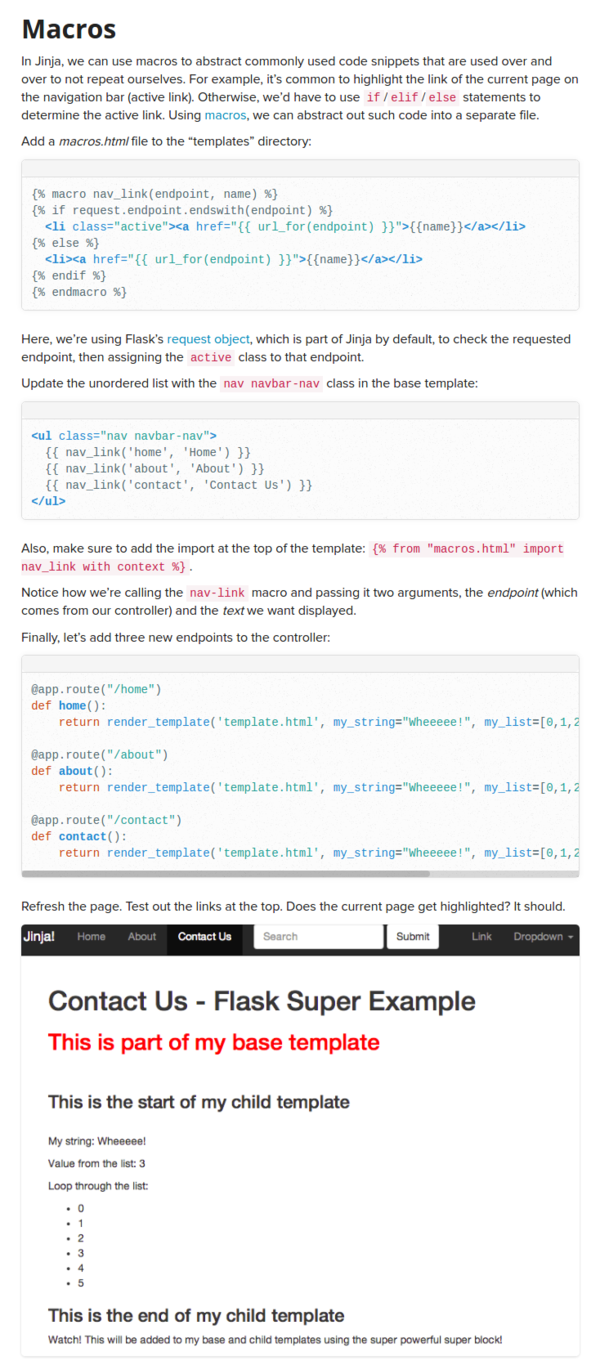 Macros
In Jinja, we can use macros to abstract commonly used code snippets that are used over and
over to not repeat ourselves. For example, it’s common to highlight the link of the current page on
the navigation bar (active link). Otherwise, we’d have to use if / elif / else statements to
determine the active link. Using macros, we can abstract out such code into a separate file.
Add a macros.html file to the “templates” directory:
{% macro nav_link(endpoint, name) %}
{% if request.endpoint.endswith(endpoint) %}
  <li class="active"><a href="{{ url_for(endpoint) }}">{{name}}</a></li>
{% else %}
  <li><a href="{{ url_for(endpoint) }}">{{name}}</a></li>
{% endif %}
{% endmacro %}
Here, we’re using Flask’s request object, which is part of Jinja by default, to check the requested
endpoint, then assigning the active class to that endpoint.
Update the unordered list with the nav navbar-nav class in the base template:
<ul class="nav navbar-nav">
  {{ nav_link('home', 'Home') }}
  {{ nav_link('about', 'About') }}
  {{ nav_link('contact', 'Contact Us') }}
</ul>
Also, make sure to add the import at the top of the template: {% from "macros.html" import
nav_link with context %}.
Notice how we’re calling the nav-link macro and passing it two arguments, the endpoint (which
comes from our controller) and the text we want displayed.
Finally, let’s add three new endpoints to the controller:
@app.route("/home")
def home():
    return render_template('template.html', my_string="Wheeeee!", my_list=[0,1,2
@app.route("/about")
def about():
    return render_template('template.html', my_string="Wheeeee!", my_list=[0,1,2
@app.route("/contact")
def contact():
    return render_template('template.html', my_string="Wheeeee!", my_list=[0,1,2
Refresh the page. Test out the links at the top. Does the current page get highlighted? It should.
Jinja! Home About Contact Us Search Submit Link Dropdown
Contact Us - Flask Super Example
This is part of my base template
This is the start of my child template
My string: Wheeeee!
Value from the list: 3
Loop through the list:
• 0
• 1
• 2
• 3
• 4
• 5
This is the end of my child template
Watch! This will be added to my base and child templates using the super powerful super block!